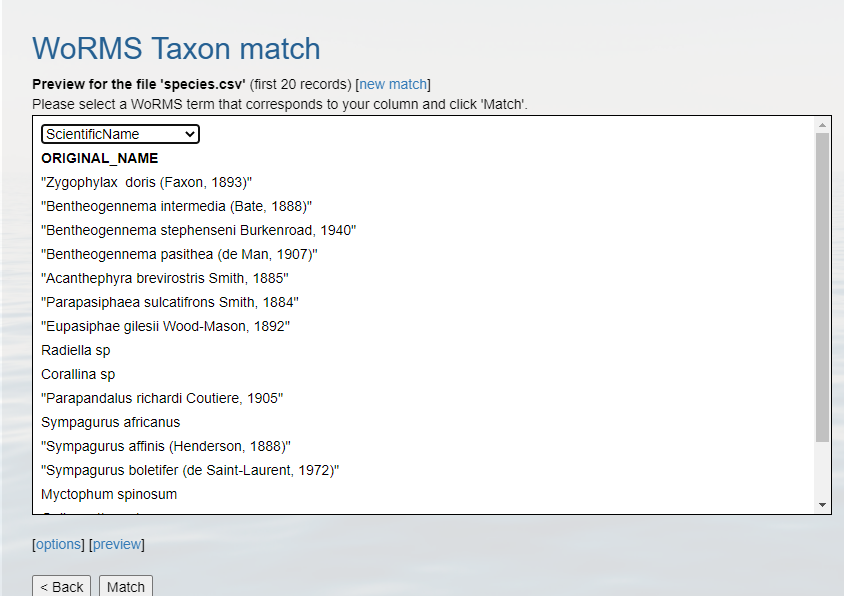 WoRMS Taxon match
Preview for the file 'species.csv' (first 20 records) [new match]
Please select a WoRMS term that corresponds to your column and click 'Match'.
ScientificName
ORIGINAL_NAME
"Zygophylax  doris (Faxon, 1893)"
"Bentheogennema intermedia (Bate, 1888)"
"Bentheogennema stephenseni Burkenroad, 1940"
"Bentheogennema pasithea (de Man, 1907)"
"Acanthephyra brevirostris Smith, 1885"
"Parapasiphaea sulcatifrons Smith, 1884"
"Eupasiphae gilesii Wood-Mason, 1892"
Radiella sp
Corallina sp
"Parapandalus richardi Coutiere, 1905"
Sympagurus africanus
"Sympagurus affinis (Henderson, 1888)"
"Sympagurus boletifer (de Saint-Laurent, 1972)"
Myctophum spinosum
[options] [preview]
< Back Match